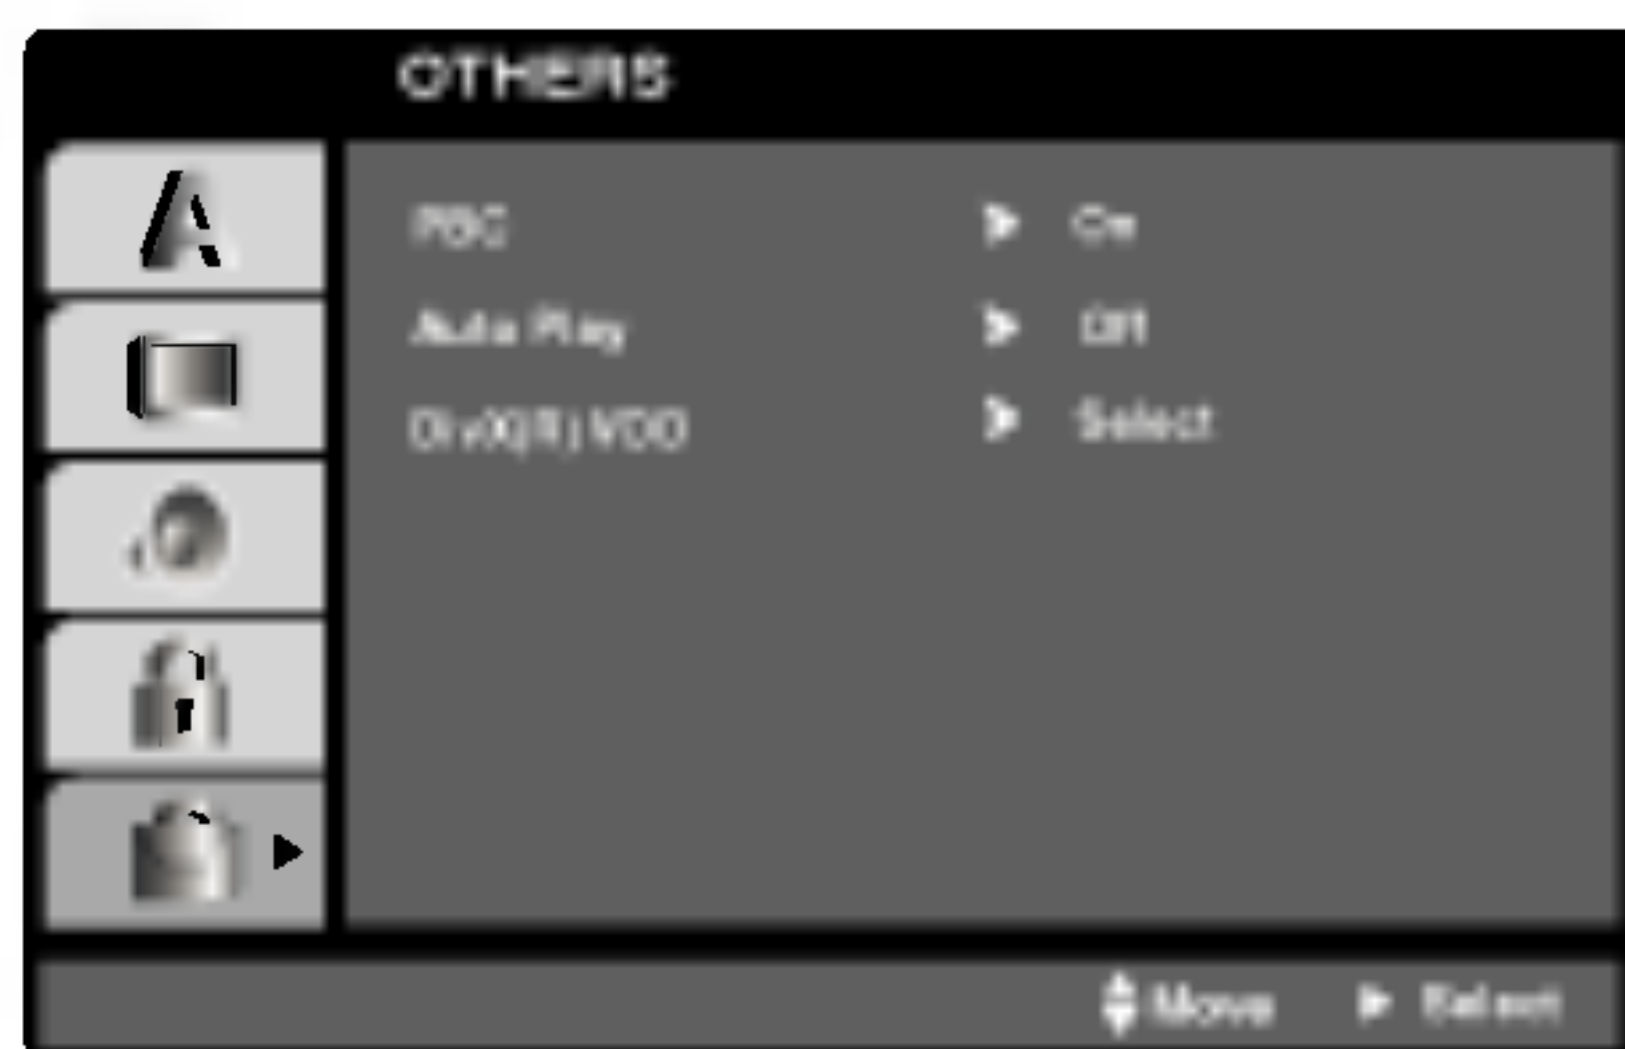 OTHERS
PBC On
Auto Play Off
DivX(R) VOD Select
Move Select